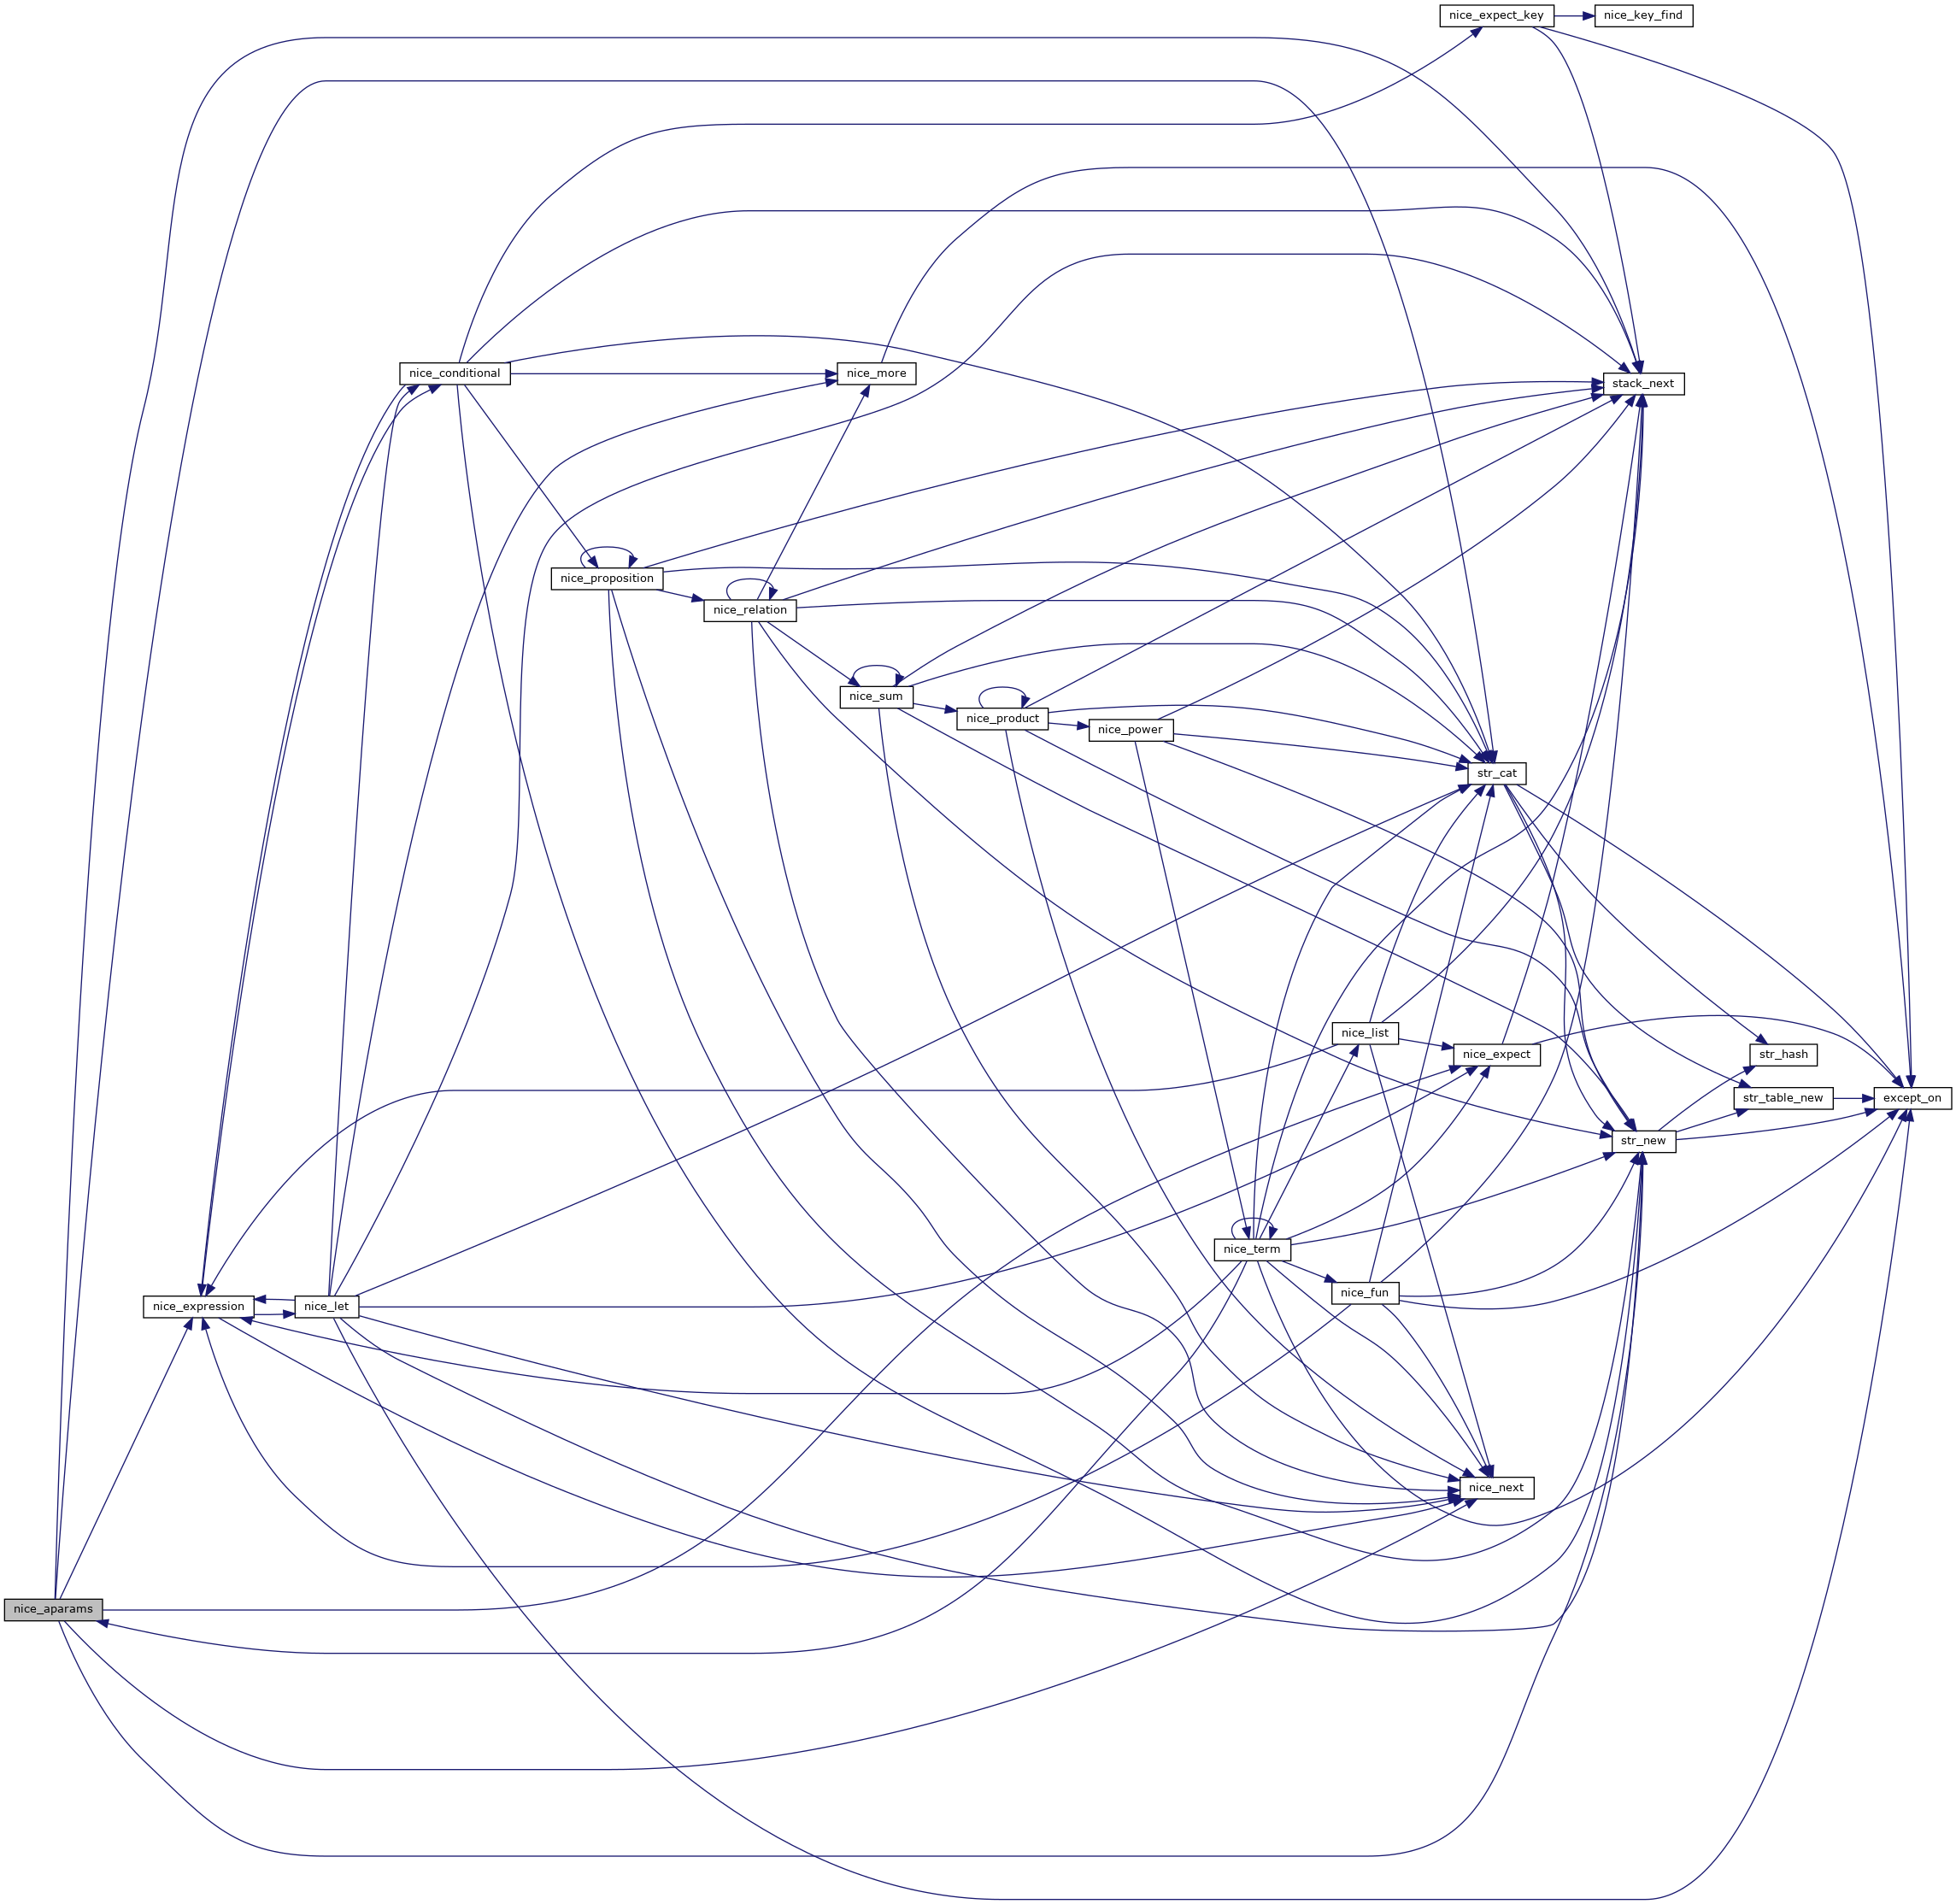 nice_expect_key
nice_key_find
nice_conditional
nice_more
stack_next
nice_proposition
nice_relation
nice_sum
nice_product
nice_power
str_cat
nice_list
nice_expect
str_hash
str_table_new
except_on
str_new
nice_term
nice_fun
nice_expression
nice_let
nice_next
nice_aparams